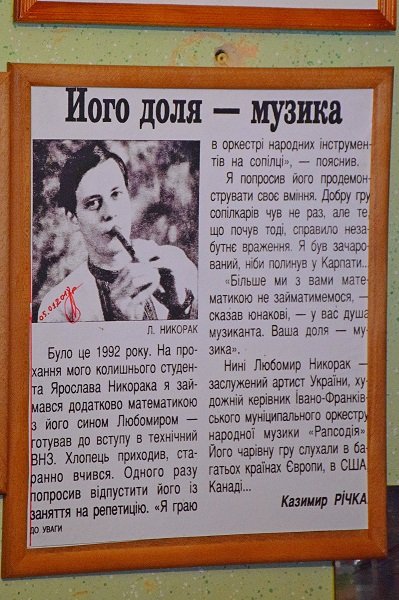 Його доля — музика
05.01.2017
Л. НИКОРАК
Було це 1992 року. На про-
хання мого колишнього студен-
та Ярослава Никорака я зай-
мався додатково математикою
з його сином Любомиром —
готував до вступу в технічний
ВНЗ. Хлопець приходив, ста-
ранно вчився. Одного разу
попросив відпустити його із
заняття на репетицію. «Я граю
ДО УВАГИ
в оркестрі народних інструмен-
тів на сопілці», — пояснив.
Я попросив його продемон-
струвати своє вміння. Добру гру
сопілкарів чув не раз, але те,
що почув тоді, справило неза-
бутнє враження. Я був зачаро-
ваний, ніби полинув у Карпати...
«Більше ми з вами мате-
матикою не займатимемося, —
сказав юнакові, — у вас душа
музиканта. Ваша доля — му-
зика».
Нині Любомир Никорак —
заслужений артист України, ху-
дожній керівник Івано-Франків-
ського муніципального оркестру
народної музики «Рапсодія».
Його чарівну гру слухали в ба-
гатьох країнах Європи, в США,
Канаді...
Казимир РІЧКА